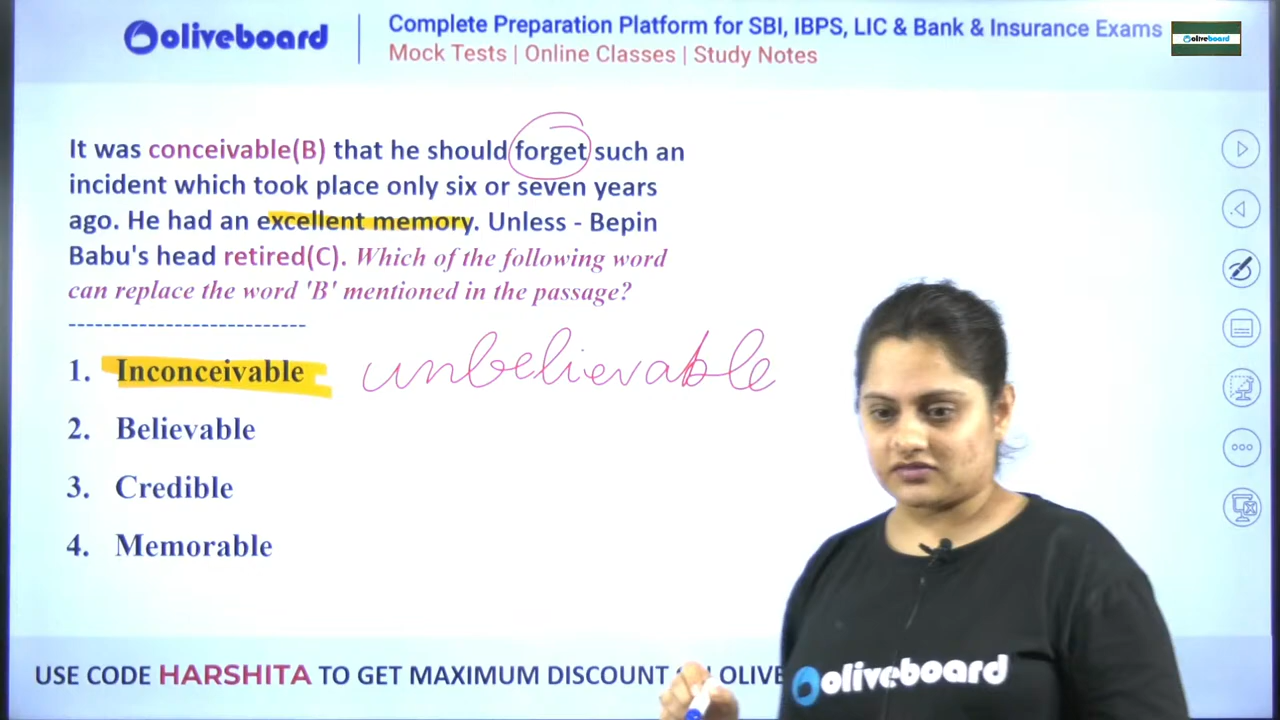 oliveboard
Complete Preparation Platform for SBI, IBPS, LIC & Bank & Insurance Exams
Mock Tests | Online Classes | Study Notes
oliveboard
It was conceivable(B) that he should forget such an
incident which took place only six or seven years
ago. He had an excellent memory. Unless - Bepin
Babu's head retired(C). Which of the following word
can replace the word 'B' mentioned in the passage?
--------------------------
1. Inconceivable unbelievable
2. Believable
3. Credible
4. Memorable
USE CODE HARSHITA TO GET MAXIMUM DISCOUNT OLIVE
oliveboard